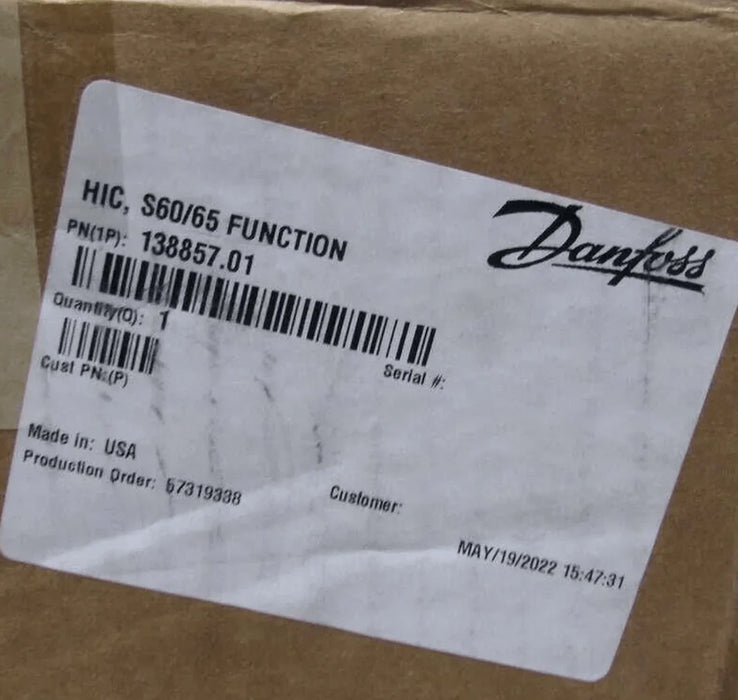 Danfoss
HIC, S60/65 FUNCTION
PN(1P): 138857.01
Quantity(Q): 1
Serial #:
Cust PN:(P)
Made in: USA
Production Order: 57319338
Customer:
MAY/19/2022 15:47:31